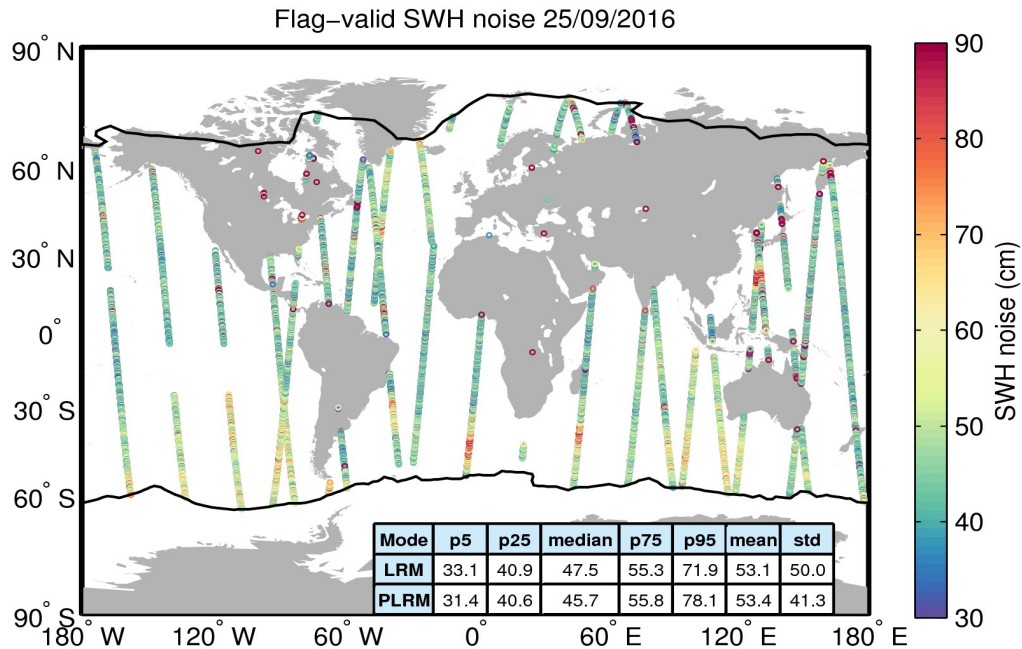 Flag−valid SWH noise 25/09/2016
90° N
60° N
30° N
0°
30° S
60° S
90° S
180° W 120° W 60° W 0° 60° E 120° E 180° E
Mode p5 p25 median p75 p95 mean std
LRM 33.1 40.9 47.5 55.3 71.9 53.1 50.0
PLRM 31.4 40.6 45.7 55.8 78.1 53.4 41.3
90
80
70
60
50
40
30
SWH noise (cm)